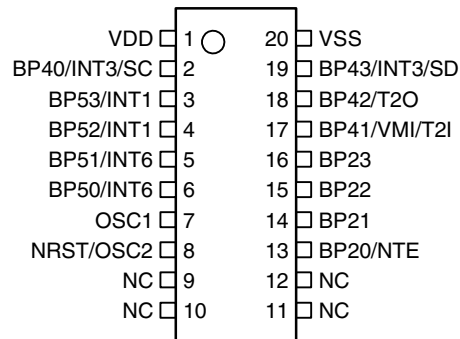 VDD 1 20 VSS
BP40/INT3/SC 2 19 BP43/INT3/SD
BP53/INT1 3 18 BP42/T2O
BP52/INT1 4 17 BP41/VMI/T2I
BP51/INT6 5 16 BP23
BP50/INT6 6 15 BP22
OSC1 7 14 BP21
NRST/OSC2 8 13 BP20/NTE
NC 9 12 NC
NC 10 11 NC